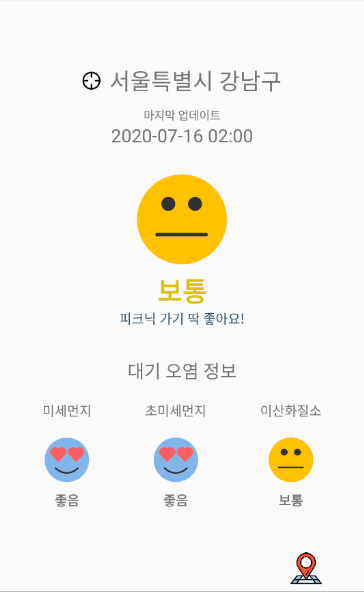 서울특별시 강남구
마지막 업데이트
2020-07-16 02:00
보통
피크닉 가기 딱 좋아요!
대기 오염 정보
미세먼지 초미세먼지 이산화질소
좋음 좋음 보통